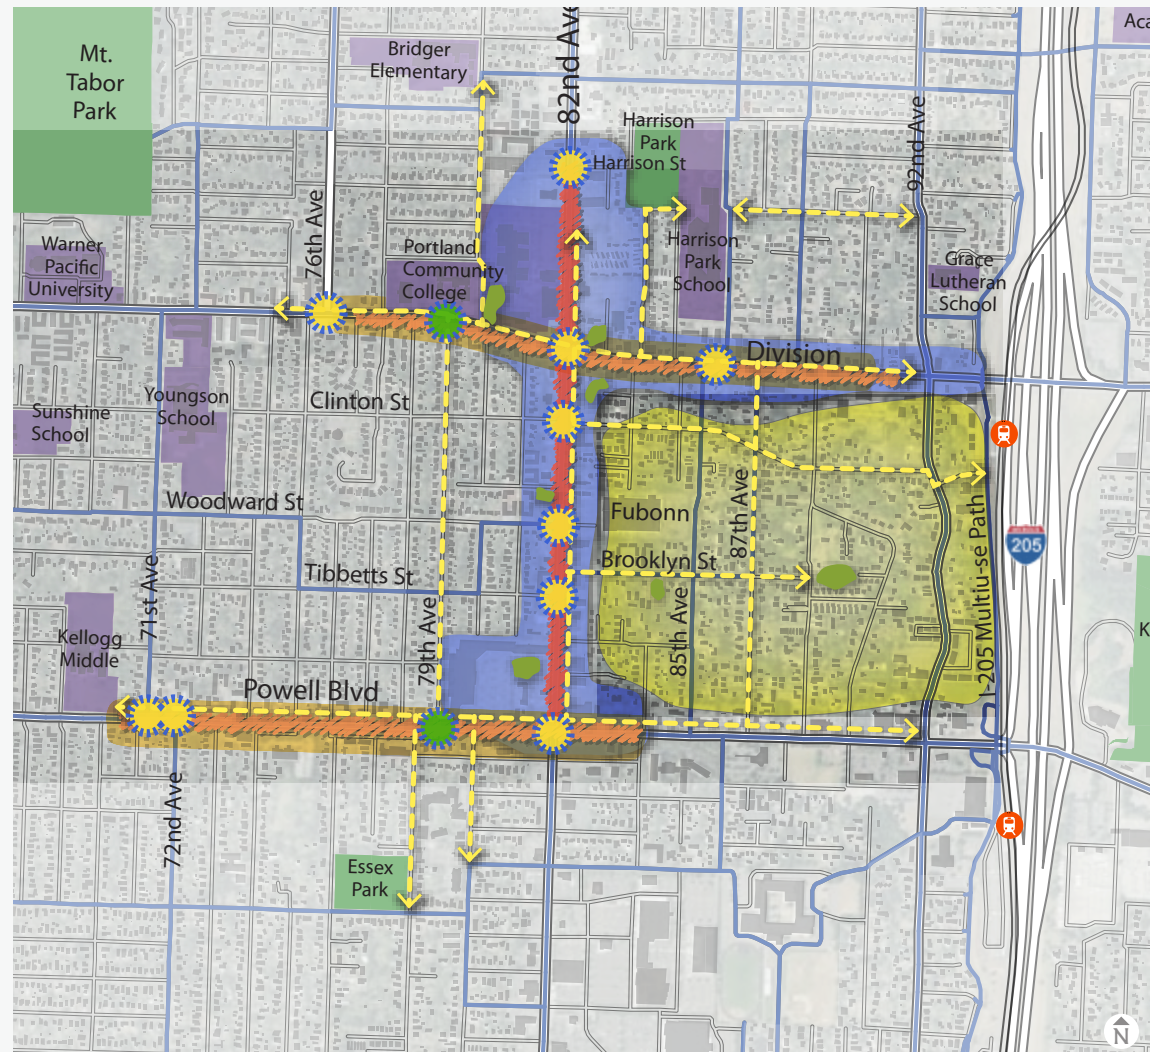 Mt.
Tabor
Park
Bridger
Elementary
82nd Ave
Harrison
Park
Harrison St
92nd Ave
Warner
Pacific
University
76th Ave
Portland
Community
College
Harrison
Park
School
Grace
Lutheran
School
Division
Sunshine
School
Youngson
School
Clinton St
Woodward St
Fubonn
87th Ave
Tibbetts St
Brooklyn St
205
71st Ave
79th Ave
85th Ave
I-205 Multiu-se Path
Kellogg
Middle
K
Powell Blvd
72nd Ave
Essex
Park
N